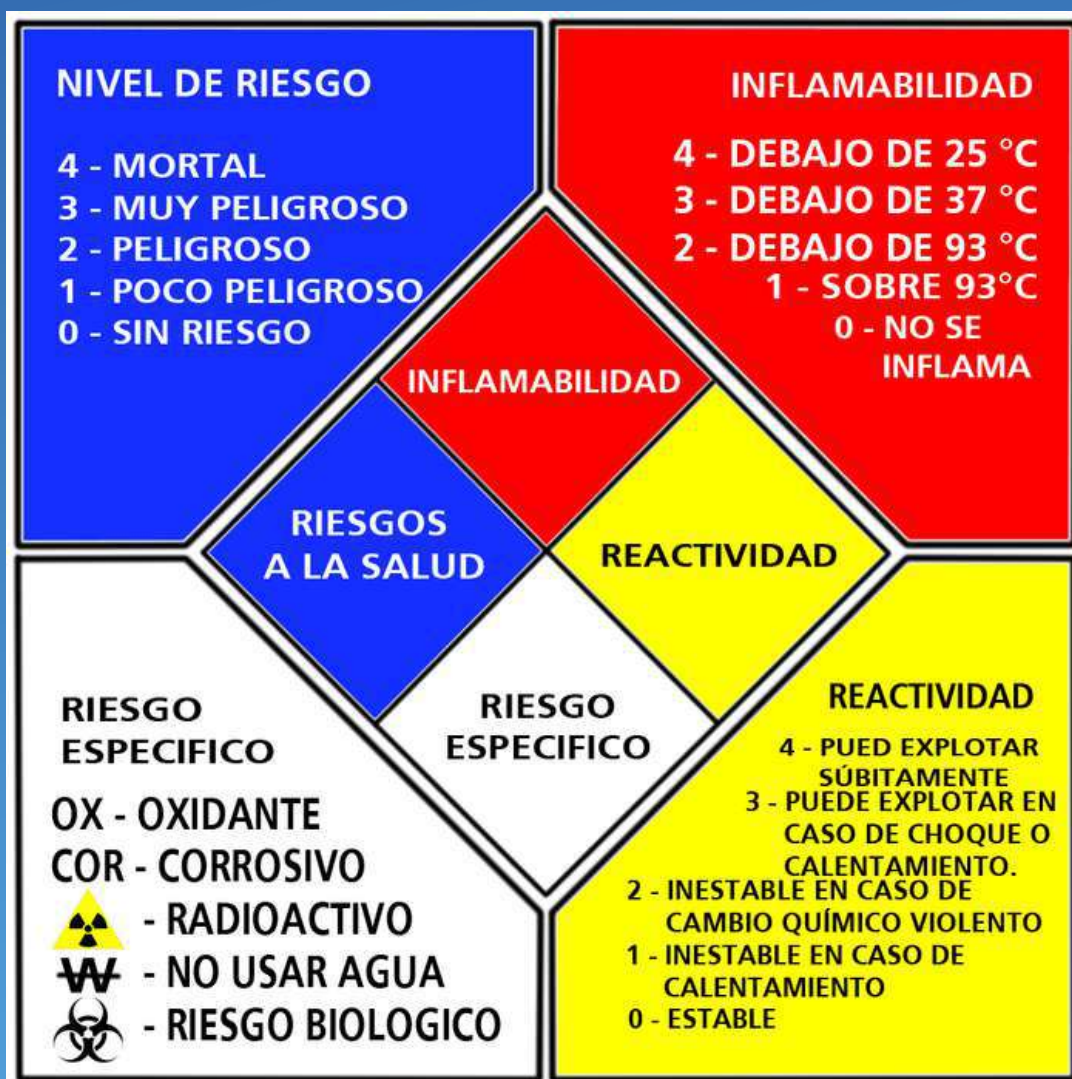 NIVEL DE RIESGO
4 - MORTAL
3 - MUY PELIGROSO
2 - PELIGROSO
1 - POCO PELIGROSO
0 - SIN RIESGO
INFLAMABILIDAD
4 - DEBAJO DE 25 °C
3 - DEBAJO DE 37 °C
2 - DEBAJO DE 93 °C
1 - SOBRE 93°C
0 - NO SE
INFLAMA
INFLAMABILIDAD
RIESGOS
A LA SALUD
REACTIVIDAD
RIESGO
ESPECIFICO
RIESGO
ESPECIFICO
OX - OXIDANTE
COR - CORROSIVO
- RADIOACTIVO
W - NO USAR AGUA
- RIESGO BIOLOGICO
REACTIVIDAD
4 - PUED EXPLOTAR
SÚBITAMENTE
3 - PUEDE EXPLOTAR EN
CASO DE CHOQUE O
CALENTAMIENTO.
2 - INESTABLE EN CASO DE
CAMBIO QUÍMICO VIOLENTO
1 - INESTABLE EN CASO DE
CALENTAMIENTO
0 - ESTABLE